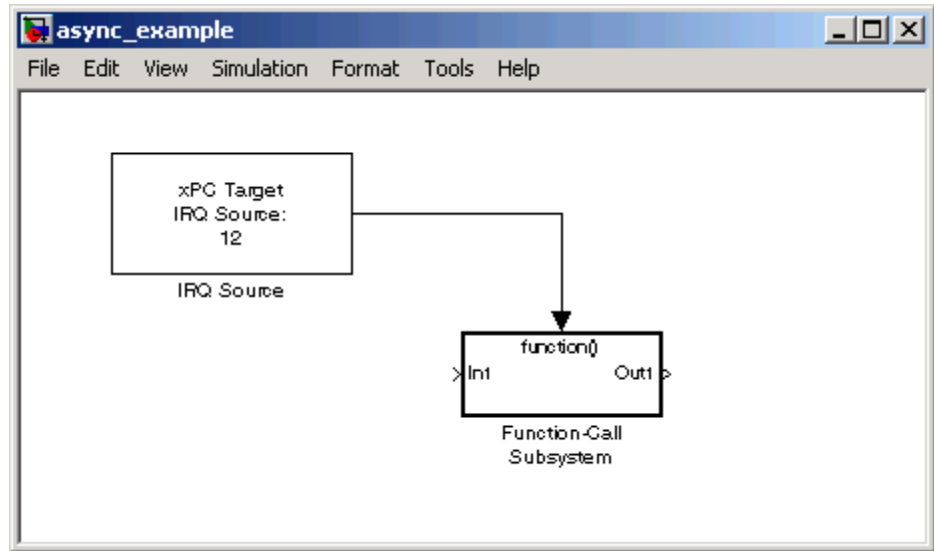 async_example
File Edit View Simulation Format Tools Help
xPC Target
IRQ Source:
12
IRQ Source
function()
In1 Out1
Function-Call
Subsystem